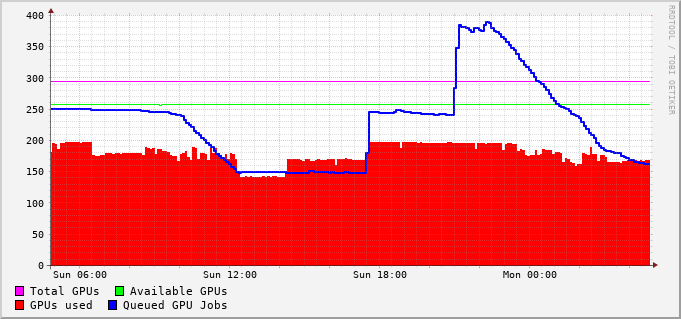 400
350
300
250
200
150
100
50
0
Sun 06:00 Sun 12:00 Sun 18:00 Mon 00:00
Total GPUs Available GPUs
GPUs used Queued GPU Jobs
RRDTOOL / TOBI OETIKER